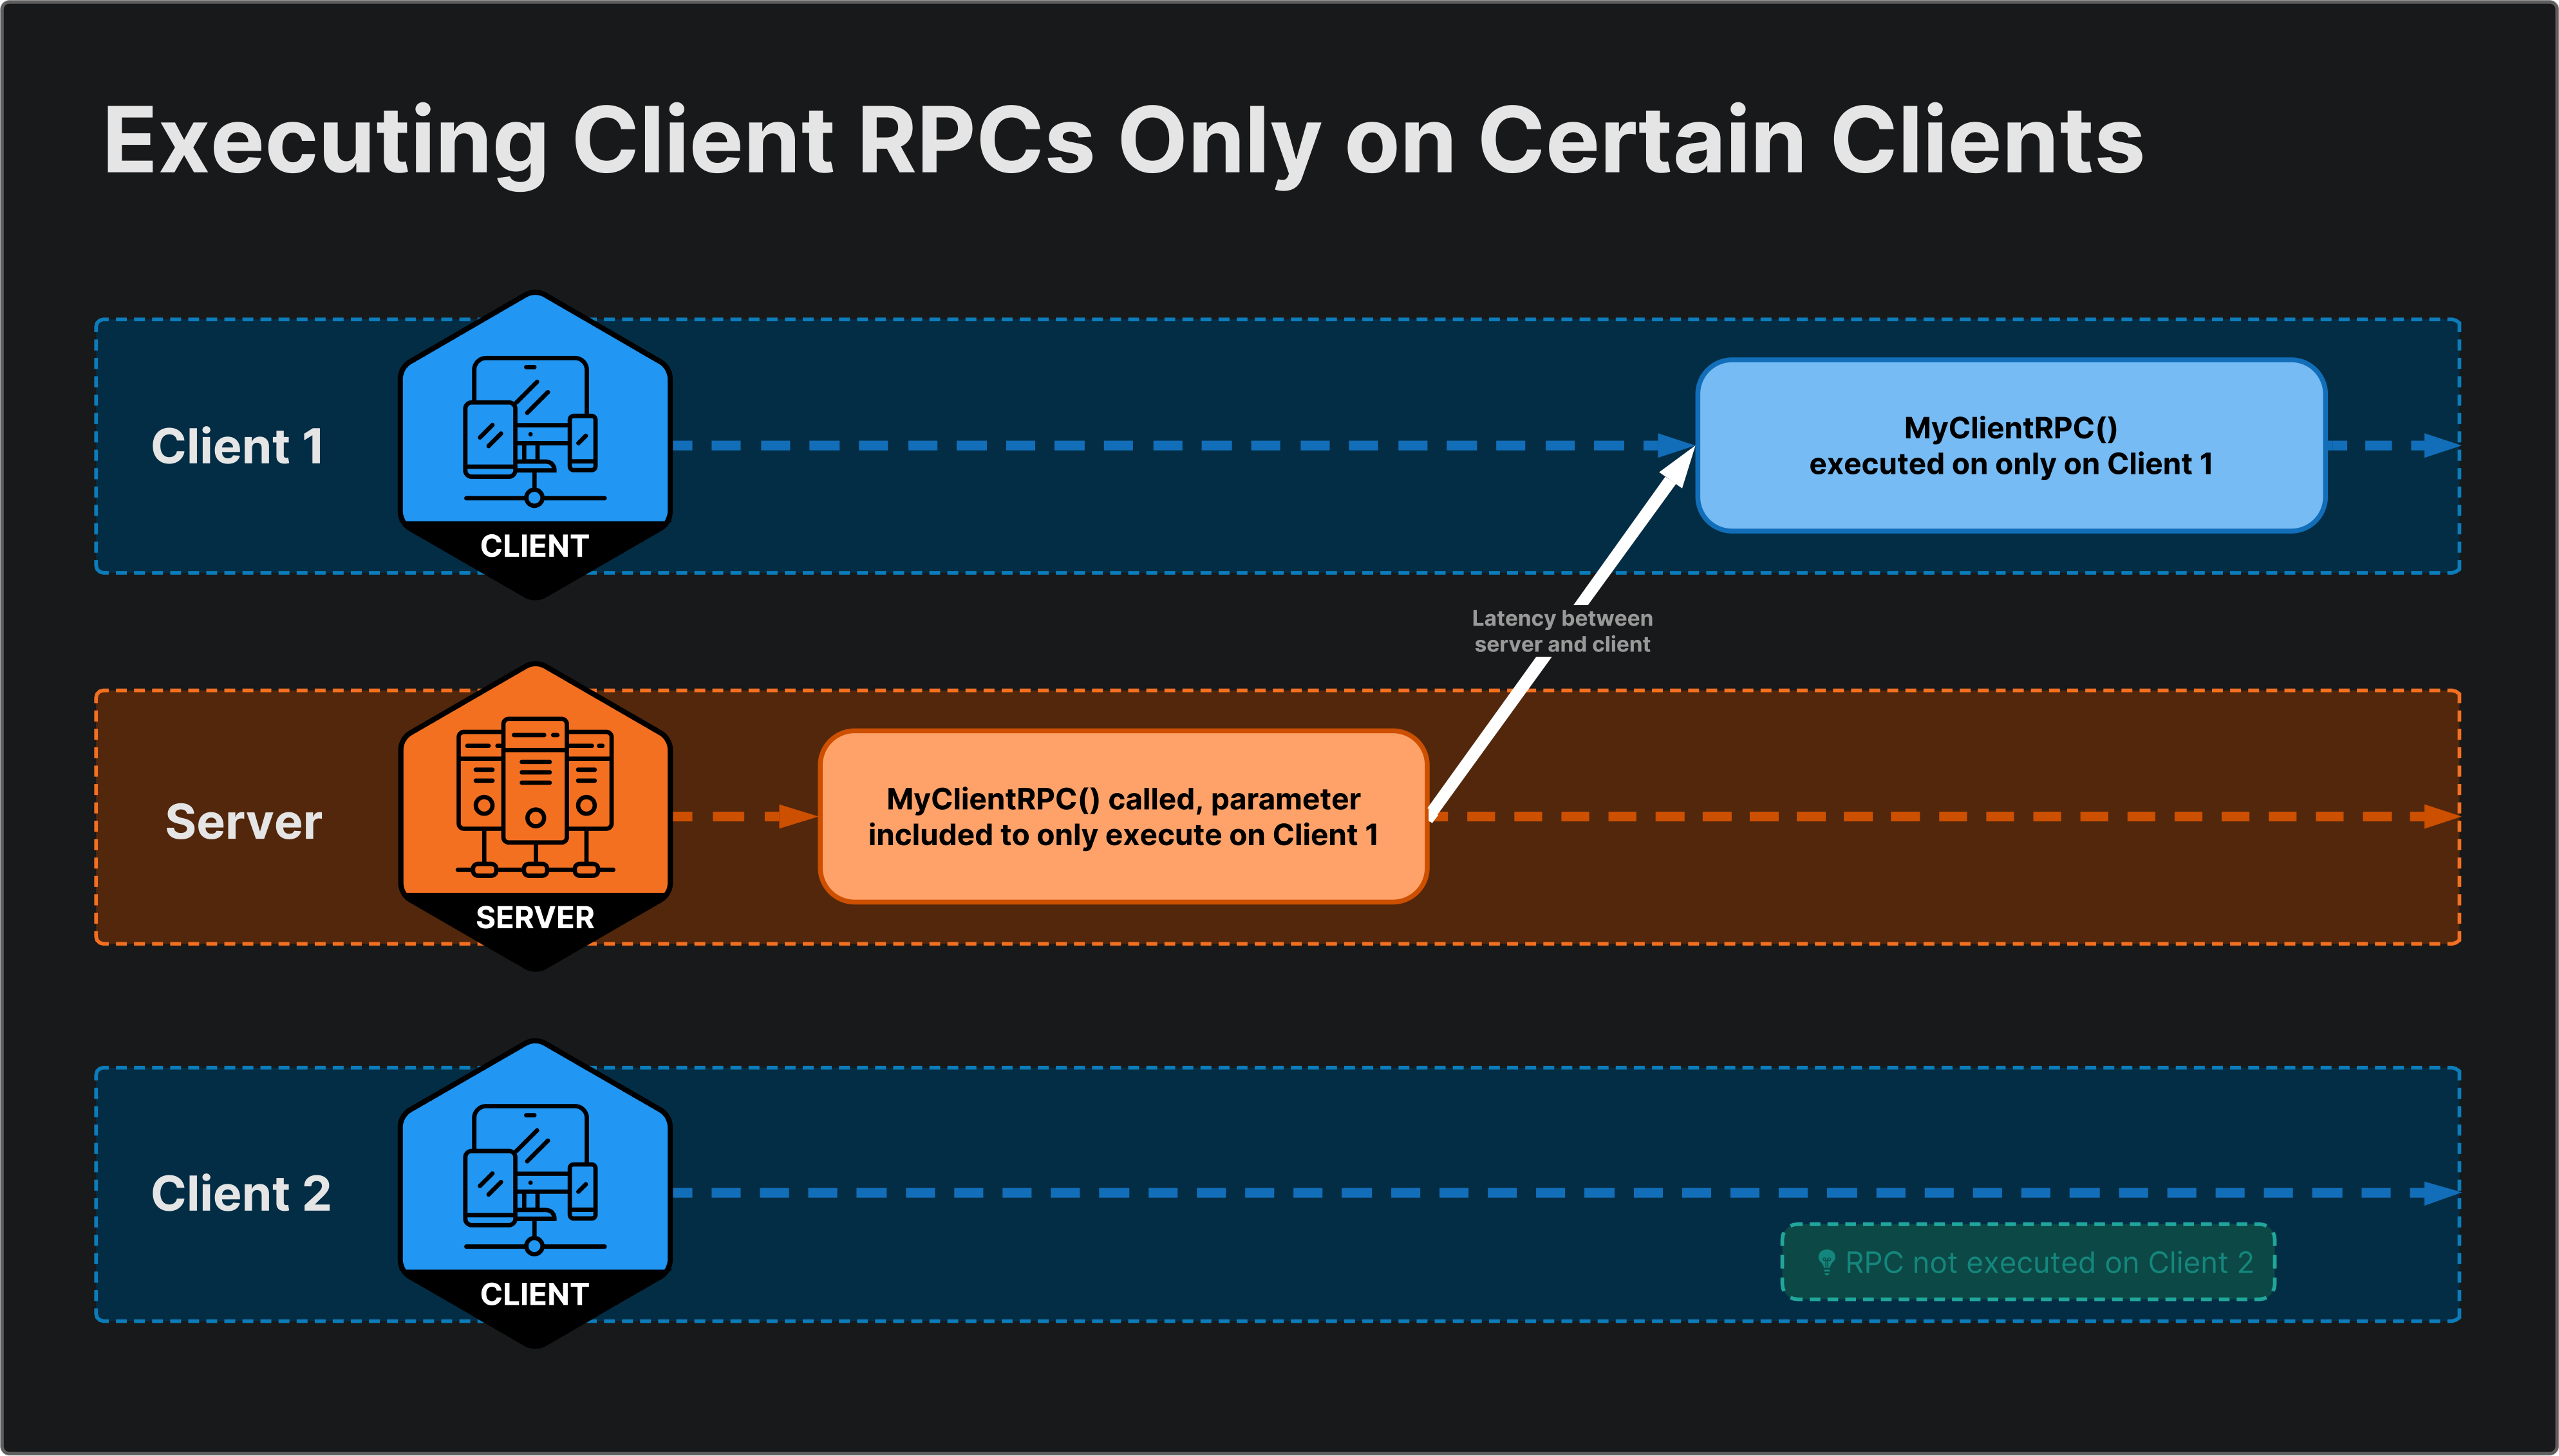 Executing Client RPCs Only on Certain Clients
Client 1
CLIENT
MyClientRPC()
executed on only on Client 1
Latency between
server and client
Server
SERVER
MyClientRPC() called, parameter
included to only execute on Client 1
Client 2
CLIENT
RPC not executed on Client 2